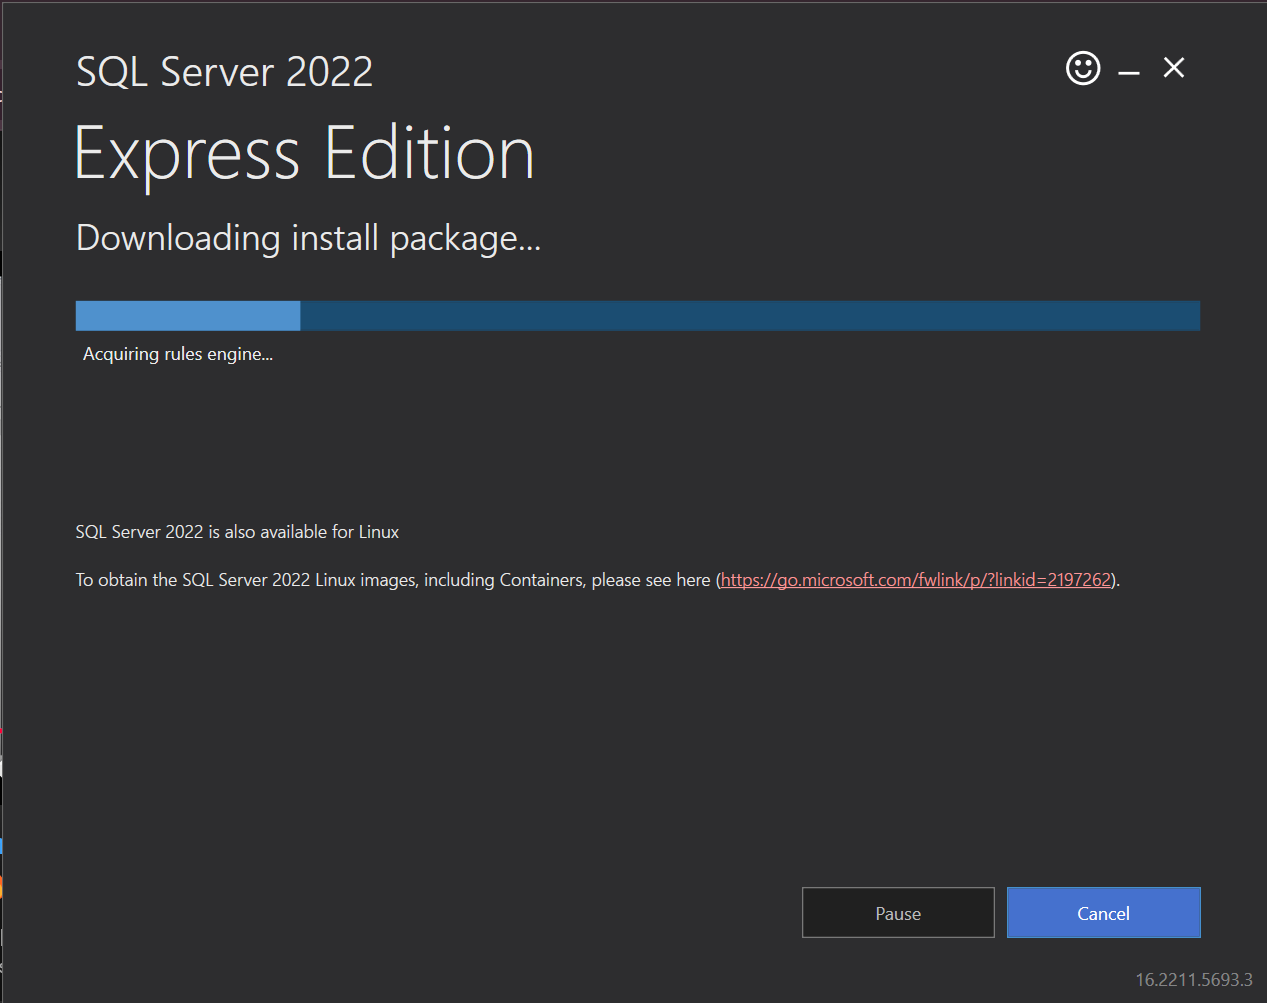 SQL Server 2022
Express Edition
Downloading install package...
Acquiring rules engine...
SQL Server 2022 is also available for Linux
To obtain the SQL Server 2022 Linux images, including Containers, please see here (https://go.microsoft.com/fwlink/p/?linkid=2197262).
Pause
Cancel
16.2211.5693.3